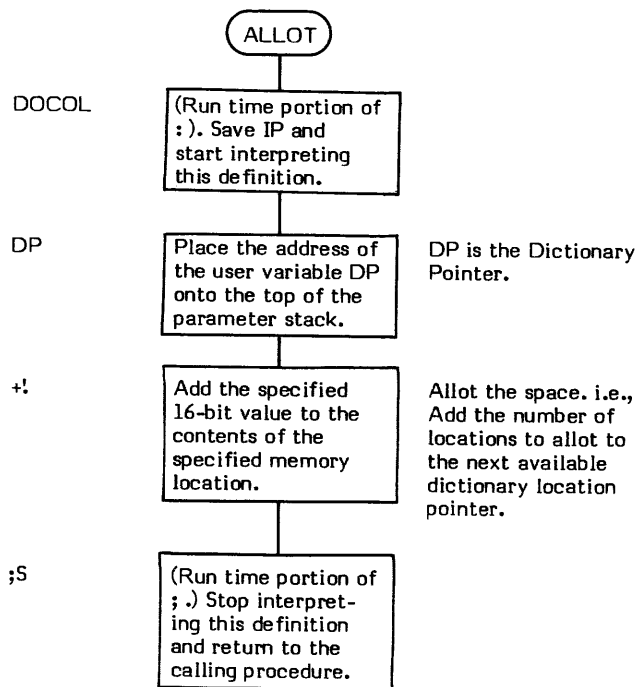 ALLOT
DOCOL
(Run time portion of
: ). Save IP and
start interpreting
this definition.
DP
Place the address of
the user variable DP
onto the top of the
parameter stack.
DP is the Dictionary
Pointer.
+!
Add the specified
16-bit value to the
contents of the
specified memory
location.
Allot the space. i.e.,
Add the number of
locations to allot to
the next available
dictionary location
pointer.
;S
(Run time portion of
; .) Stop interpret-
ing this definition
and return to the
calling procedure.